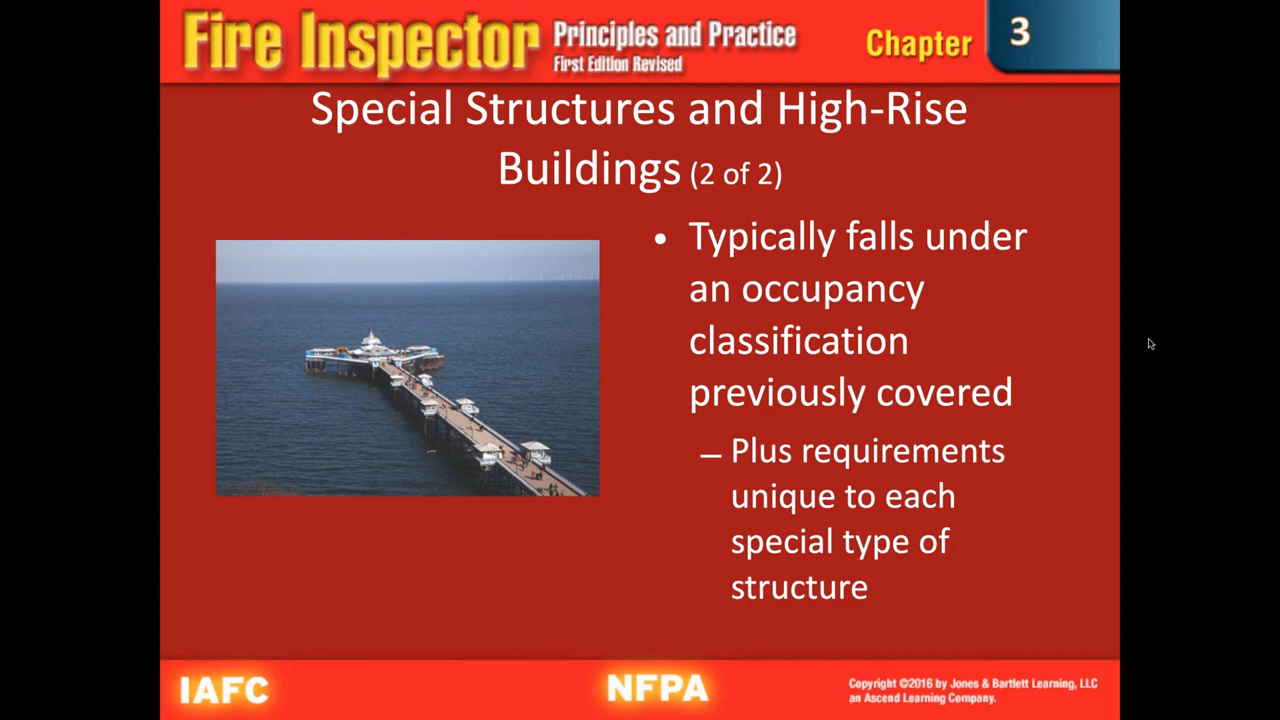 Fire Inspector Principles and Practice
First Edition Revised
Chapter 3
Special Structures and High-Rise
Buildings (2 of 2)
• Typically falls under
an occupancy
classification
previously covered
– Plus requirements
unique to each
special type of
structure
IAFC
NFPA
Copyright ©2016 by Jones & Bartlett Learning, LLC
an Ascend Learning Company.